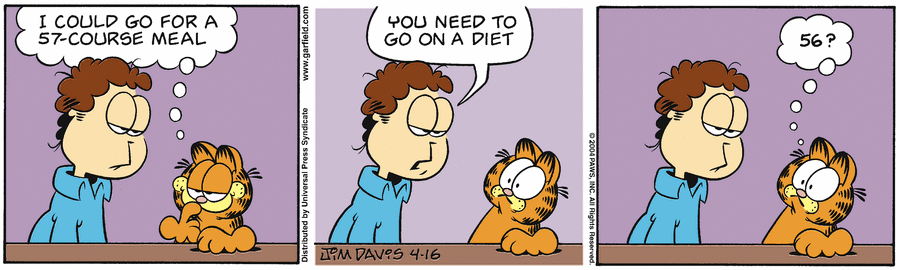 I COULD GO FOR A
57-COURSE MEAL
www.garfield.com
Distributed by Universal Press Syndicate
YOU NEED TO
GO ON A DIET
JIM DAVIS 4-16
56?
© 2004 PAWS, INC. All Rights Reserved.